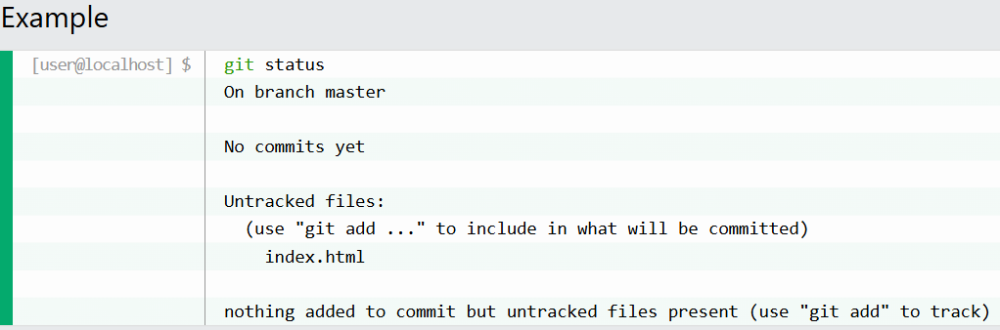 Example
[user@localhost] $ git status
On branch master
No commits yet
Untracked files:
(use "git add ..." to include in what will be committed)
index.html
nothing added to commit but untracked files present (use "git add" to track)